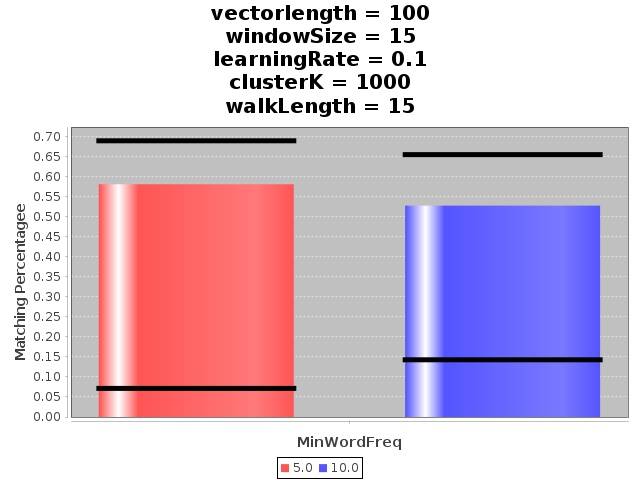 vectorlength = 100
windowSize = 15
learningRate = 0.1
clusterK = 1000
walkLength = 15
Matching Percentagee
0.70
0.65
0.60
0.55
0.50
0.45
0.40
0.35
0.30
0.25
0.20
0.15
0.10
0.05
0.00
MinWordFreq
5.0 10.0